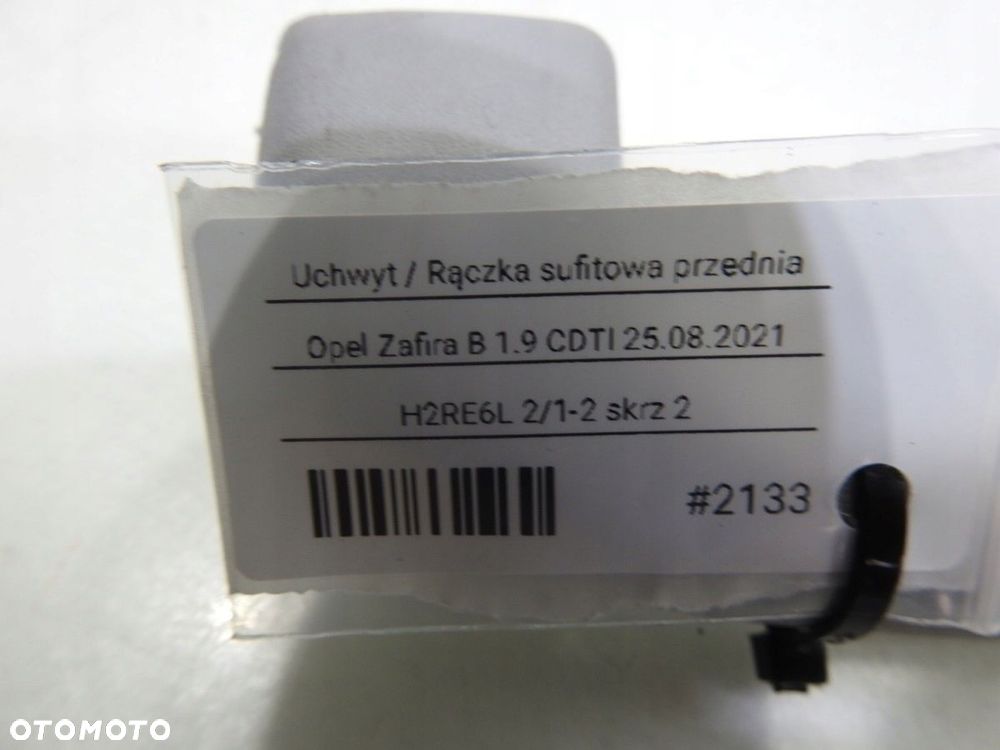 Uchwyt / Rączka sufitowa przednia
Opel Zafira B 1.9 CDTI 25.08.2021
H2RE6L 2/1-2 skrz 2
#2133
OTOMOTO